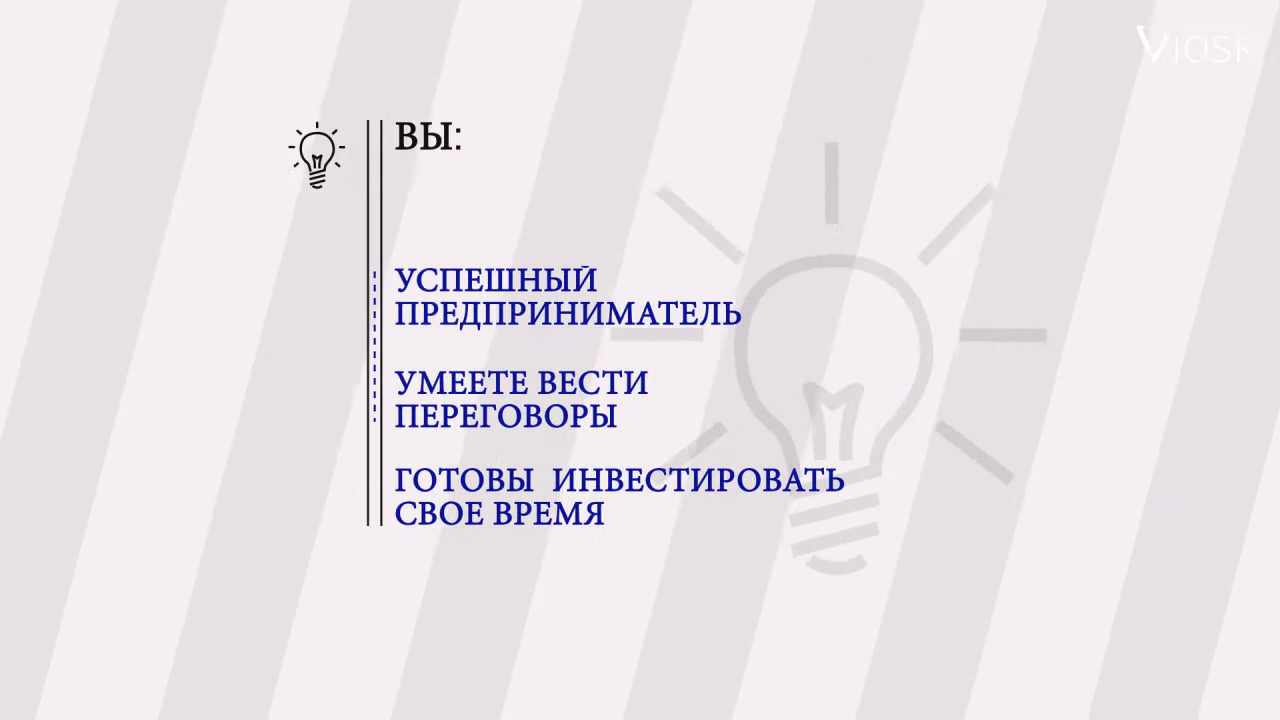 ВЫ:
УСПЕШНЫЙ
ПРЕДПРИНИМАТЕЛЬ
УМЕЕТЕ ВЕСТИ
ПЕРЕГОВОРЫ
ГОТОВЫ ИНВЕСТИРОВАТЬ
СВОЕ ВРЕМЯ